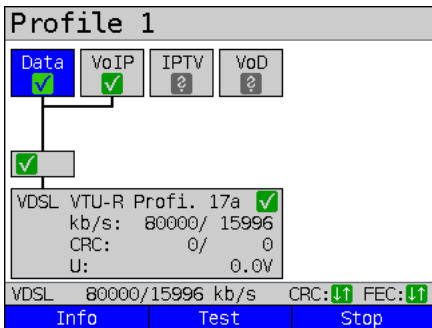 Profile 1
Data VoIP IPTV VoD
VDSL VTU-R Profi. 17a
kb/s: 80000/ 15996
CRC: 0/ 0
U: 0.0V
VDSL 80000/15996 kb/s CRC: FEC:
Info Test Stop